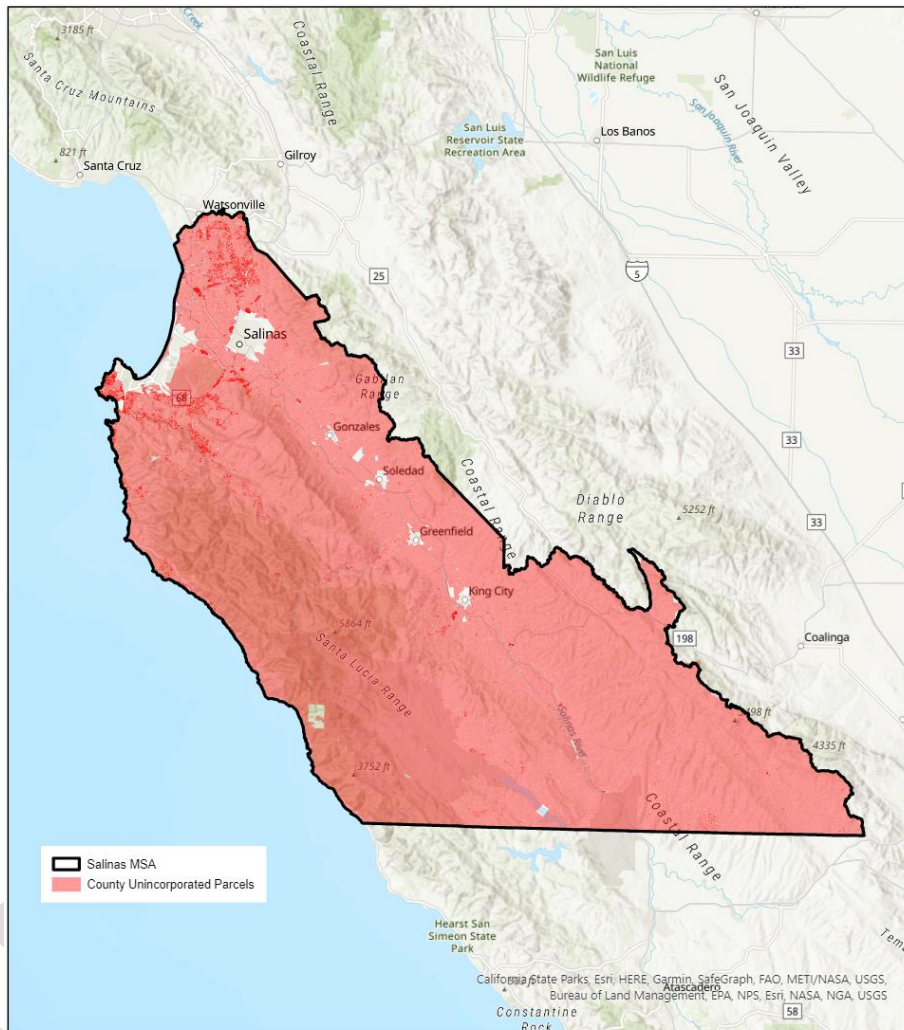 3185 ft
Creek
Santa Cruz Mountains
Coastal Range
821 ft
Santa Cruz
Gilroy
San Luis
National
Wildlife Refuge
San Luis
Reservoir State
Recreation Area
Los Banos
San Joaquin River
San Joaquin Valley
Watsonville
25
5
33
Salinas
68
Gabilan
Range
Gonzales
Soledad
Coastal Range
Diablo
Range
5252 ft
33
33
Greenfield
King City
198
Coalinga
5864 ft
Santa Lucia Range
Salinas River
4335 ft
3752 ft
Coastal Range
Salinas MSA
County Unincorporated Parcels
Hearst San
Simeon State
Park
California State Parks, Esri, HERE, Garmin, SafeGraph, FAO, METI/NASA, USGS,
Bureau of Land Management, EPA, NPS, Esri, NASA, NGA, USGS
Atascadero
Constantine
Rock
58